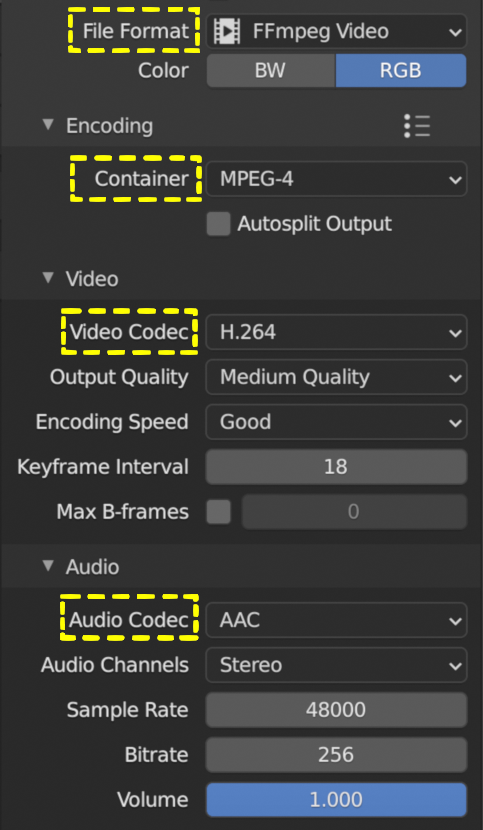 File Format FFmpeg Video
Color BW RGB
Encoding
Container MPEG-4
Autosplit Output
Video
Video Codec H.264
Output Quality Medium Quality
Encoding Speed Good
Keyframe Interval 18
Max B-frames 0
Audio
Audio Codec AAC
Audio Channels Stereo
Sample Rate 48000
Bitrate 256
Volume 1.000